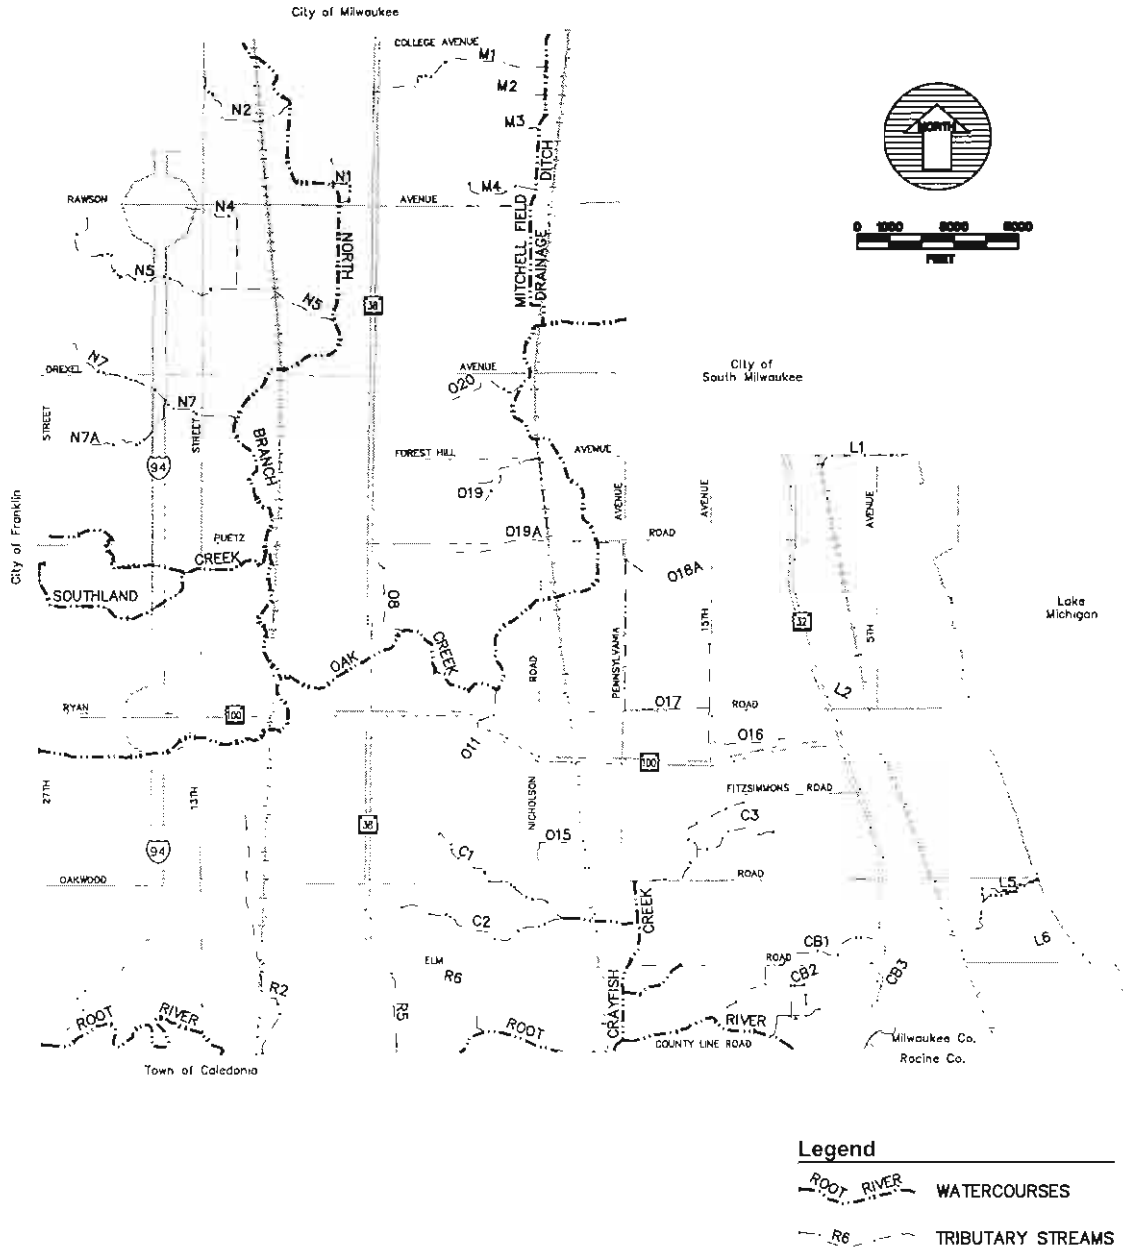 City of Milwaukee
COLLEGE AVENUE
M1
M2
N2
M3
DITCH
NORTH
N1
M4
RAWSON
AVENUE
N4
MITCHELL FIELD
DRAINAGE
NORTH
0 1000
FEET
N5
N5
38
N7
DREXEL
AVENUE
O20
City of
South Milwaukee
N7
STREET
STREET
N7A
BRANCH
FOREST HILL
AVENUE
L1
94
O19
AVENUE
AVENUE
AVENUE
City of Franklin
PUETZ
O19A
ROAD
CREEK
O18A
SOUTHLAND
O8
Lake
Michigan
32
OAK
CREEK
ROAD
PENNSYLVANIA
15TH
5TH
L2
RYAN
100
O17
ROAD
O11
O16
100
27TH
13TH
NICHOLSON
FITZSIMMONS ROAD
38
C3
O15
94
C1
OAKWOOD
ROAD
L5
C2
CREEK
L6
CB1
ELM
R6
ROAD
CB2
CB3
R2
R5
CRAYFISH
ROOT
RIVER
ROOT
RIVER
COUNTY LINE ROAD
Milwaukee Co.
Racine Co.
Town of Caledonia
Legend
ROOT RIVER WATERCOURSES
R6 TRIBUTARY STREAMS